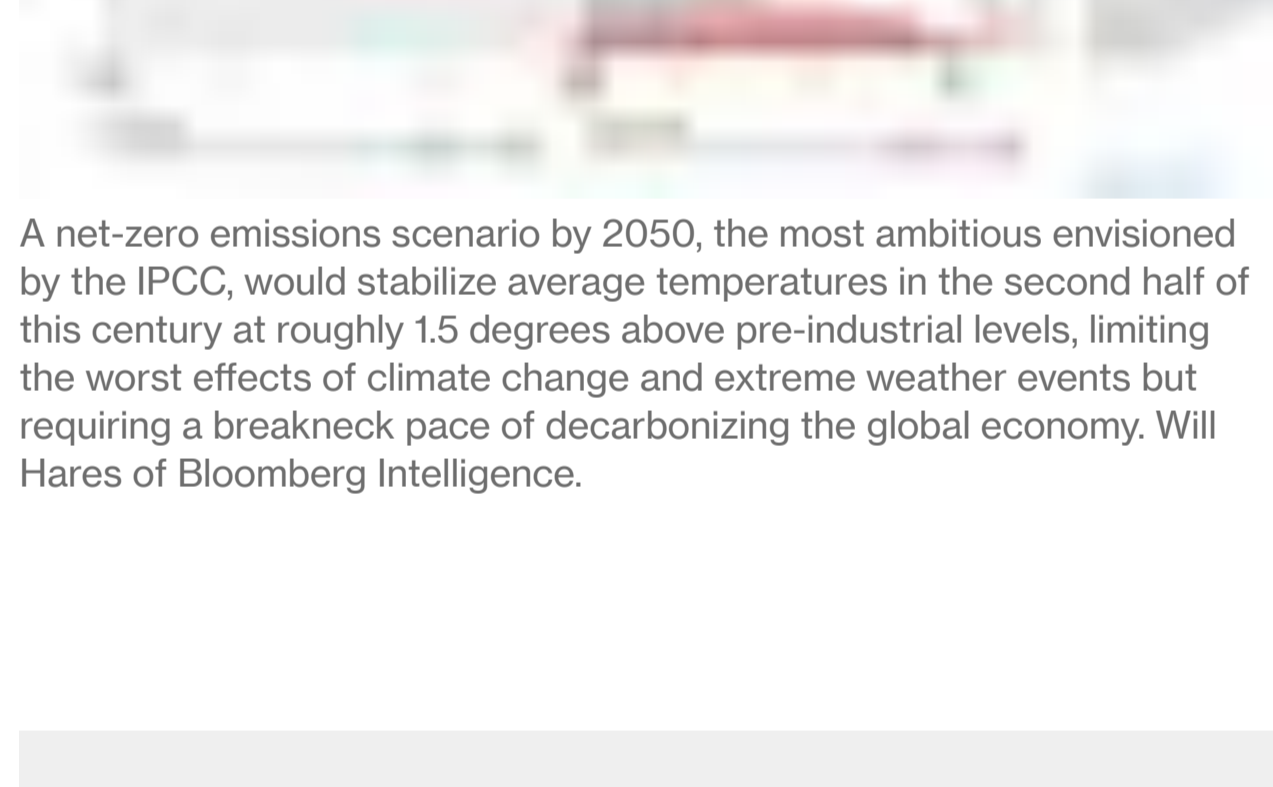 A net-zero emissions scenario by 2050, the most ambitious envisioned
by the IPCC, would stabilize average temperatures in the second half of
this century at roughly 1.5 degrees above pre-industrial levels, limiting
the worst effects of climate change and extreme weather events but
requiring a breakneck pace of decarbonizing the global economy. Will
Hares of Bloomberg Intelligence.